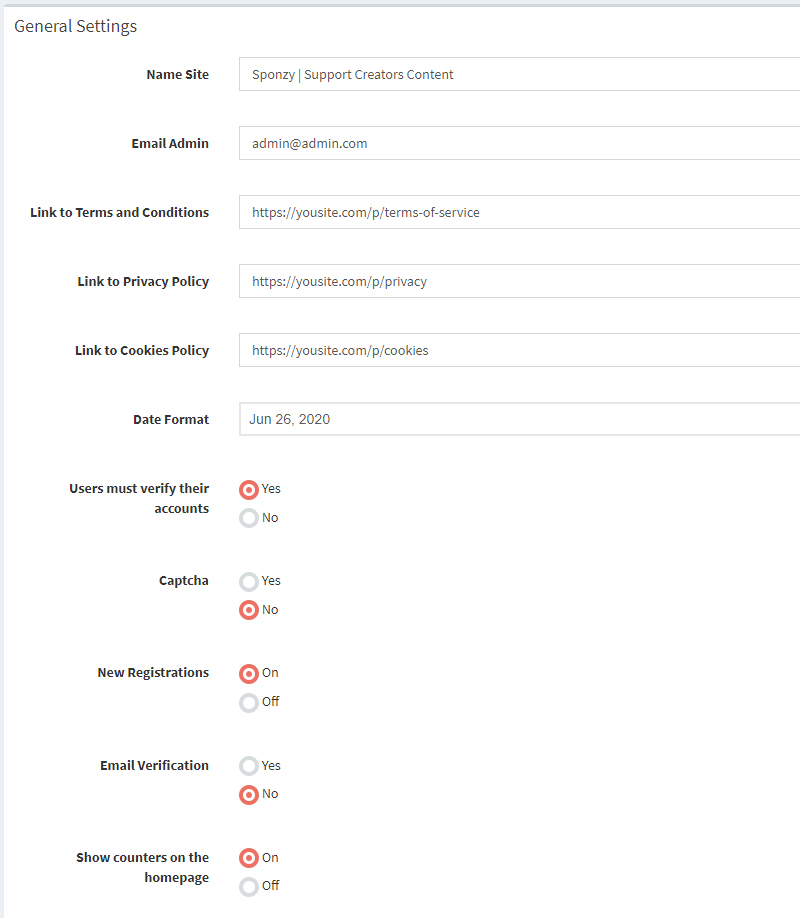 General Settings
Name Site
Sponzy | Support Creators Content
Email Admin
admin@admin.com
Link to Terms and Conditions
https://yousite.com/p/terms-of-service
Link to Privacy Policy
https://yousite.com/p/privacy
Link to Cookies Policy
https://yousite.com/p/cookies
Date Format
Jun 26, 2020
Users must verify their
accounts
Yes
No
Captcha
Yes
No
New Registrations
On
Off
Email Verification
Yes
No
Show counters on the
homepage
On
Off